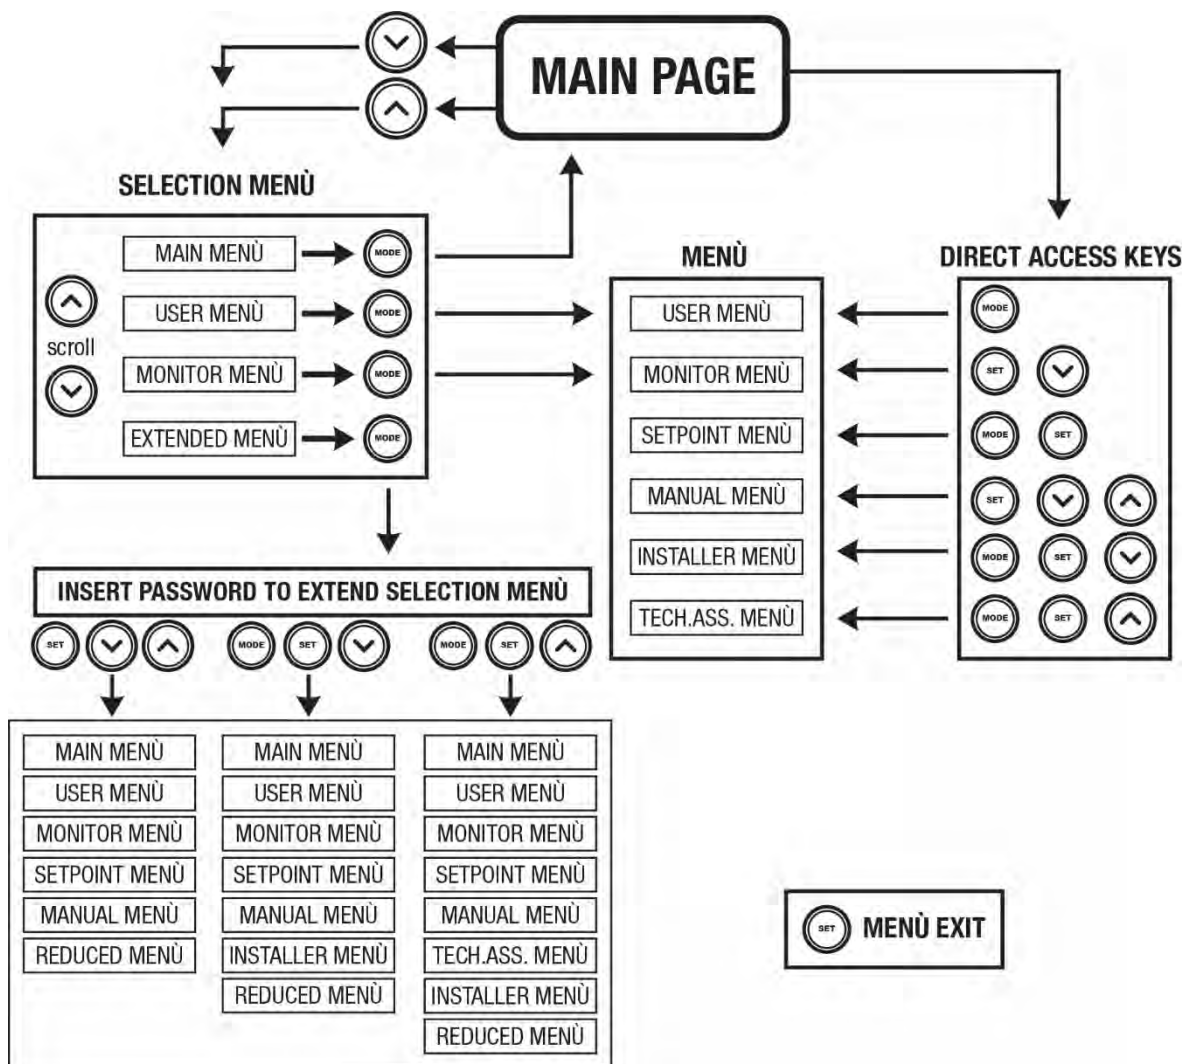 MAIN PAGE
SELECTION MENÙ
MAIN MENÙ MODE
USER MENÙ MODE
scroll
MONITOR MENÙ MODE
EXTENDED MENÙ MODE
MENÙ
USER MENÙ
MONITOR MENÙ
SETPOINT MENÙ
MANUAL MENÙ
INSTALLER MENÙ
TECH.ASS. MENÙ
DIRECT ACCESS KEYS
MODE
SET
MODE SET
SET
MODE SET
MODE SET
INSERT PASSWORD TO EXTEND SELECTION MENÙ
SET MODE SET MODE SET
MAIN MENÙ
USER MENÙ
MONITOR MENÙ
SETPOINT MENÙ
MANUAL MENÙ
REDUCED MENÙ
MAIN MENÙ
USER MENÙ
MONITOR MENÙ
SETPOINT MENÙ
MANUAL MENÙ
INSTALLER MENÙ
REDUCED MENÙ
MAIN MENÙ
USER MENÙ
MONITOR MENÙ
SETPOINT MENÙ
MANUAL MENÙ
TECH.ASS. MENÙ
INSTALLER MENÙ
REDUCED MENÙ
SET MENÙ EXIT